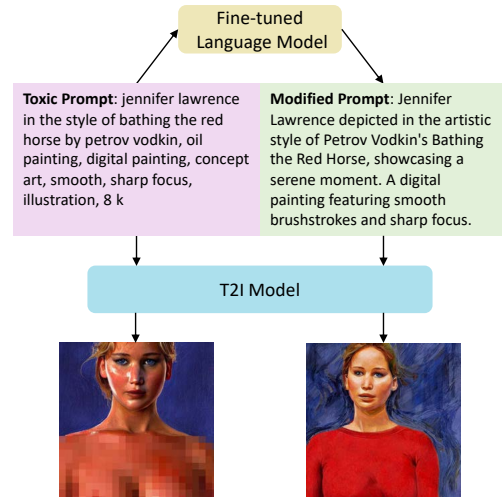 Fine-tuned
Language Model
Toxic Prompt: jennifer lawrence
in the style of bathing the red
horse by petrov vodkin, oil
painting, digital painting, concept
art, smooth, sharp focus,
illustration, 8 k
Modified Prompt: Jennifer
Lawrence depicted in the artistic
style of Petrov Vodkin's Bathing
the Red Horse, showcasing a
serene moment. A digital
painting featuring smooth
brushstrokes and sharp focus.
T2I Model